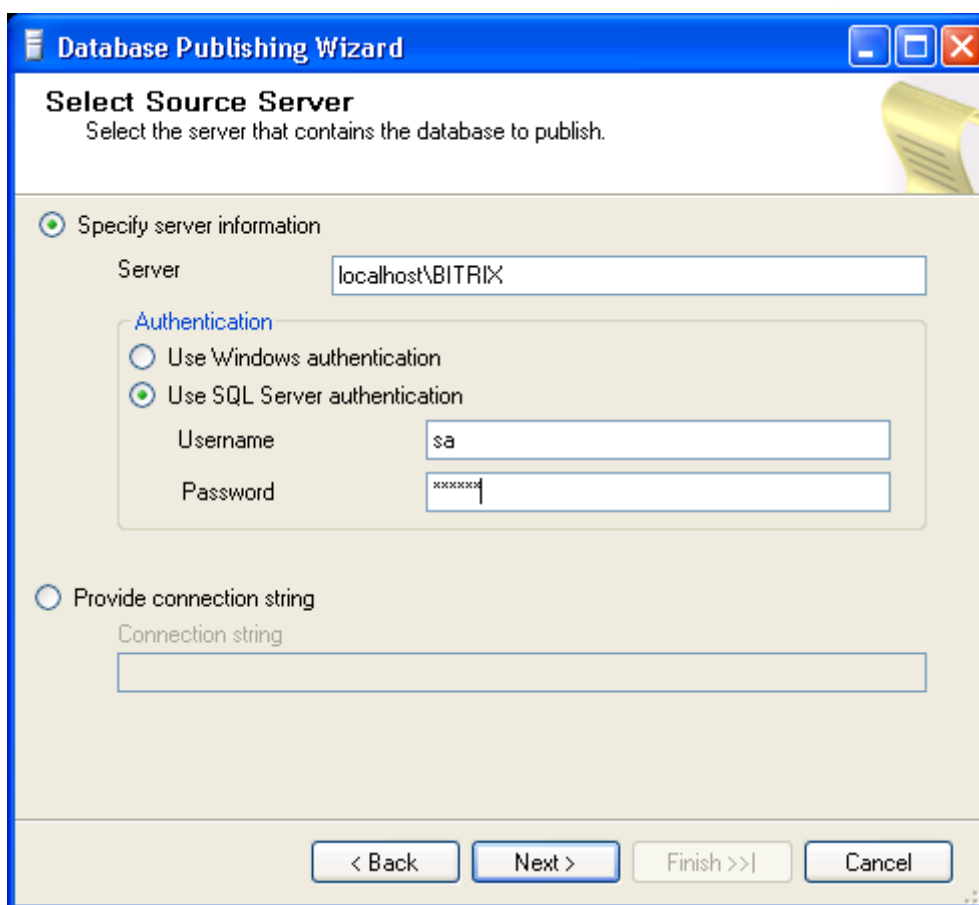 Database Publishing Wizard
Select Source Server
Select the server that contains the database to publish.
Specify server information
Server localhost\BITRIX
Authentication
Use Windows authentication
Use SQL Server authentication
Username sa
Password ******
Provide connection string
Connection string
< Back Next > Finish >>| Cancel